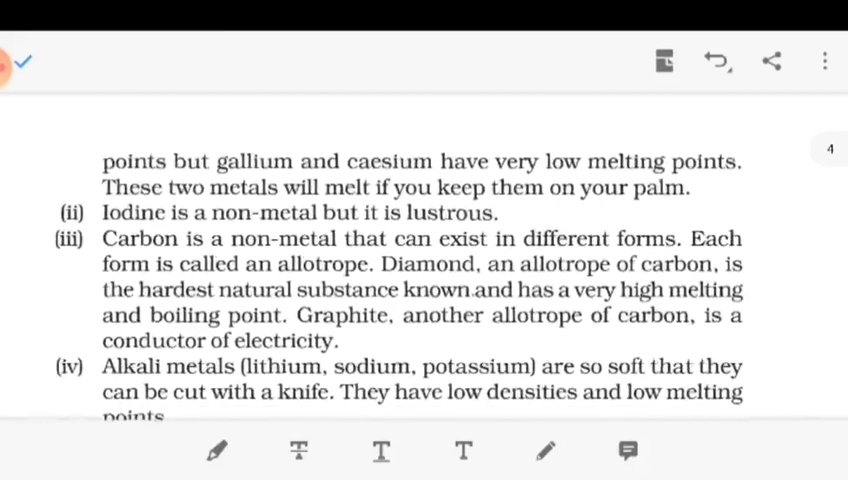 4
points but gallium and caesium have very low melting points.
These two metals will melt if you keep them on your palm.
(ii) Iodine is a non-metal but it is lustrous.
(iii) Carbon is a non-metal that can exist in different forms. Each
form is called an allotrope. Diamond, an allotrope of carbon, is
the hardest natural substance known and has a very high melting
and boiling point. Graphite, another allotrope of carbon, is a
conductor of electricity.
(iv) Alkali metals (lithium, sodium, potassium) are so soft that they
can be cut with a knife. They have low densities and low melting
points